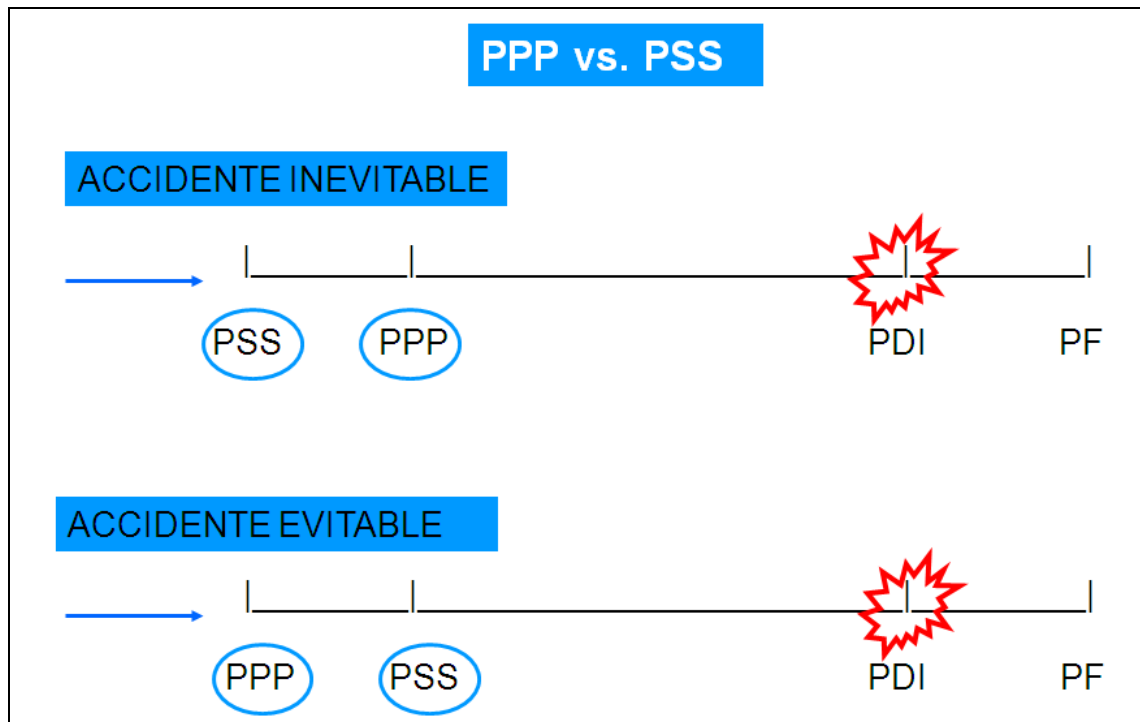 PPP vs. PSS
ACCIDENTE INEVITABLE
PSS PPP PDI PF
ACCIDENTE EVITABLE
PPP PSS PDI PF